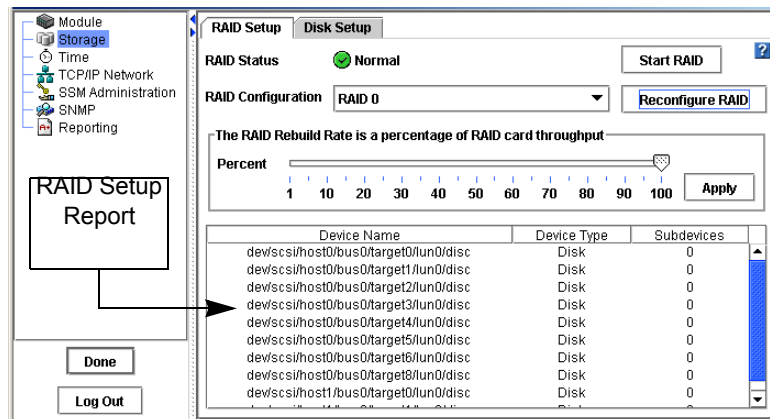 Module
Storage
Time
TCP/IP Network
SSM Administration
SNMP
Reporting
RAID Setup
Report
Done
Log Out
RAID Setup Disk Setup
RAID Status Normal Start RAID ?
RAID Configuration RAID 0 Reconfigure RAID
The RAID Rebuild Rate is a percentage of RAID card throughput
Percent
1 10 20 30 40 50 60 70 80 90 100 Apply
Device Name Device Type Subdevices
dev/scsi/host0/bus0/target0/lun0/disc Disk 0
dev/scsi/host0/bus0/target1/lun0/disc Disk 0
dev/scsi/host0/bus0/target2/lun0/disc Disk 0
dev/scsi/host0/bus0/target3/lun0/disc Disk 0
dev/scsi/host0/bus0/target4/lun0/disc Disk 0
dev/scsi/host0/bus0/target5/lun0/disc Disk 0
dev/scsi/host0/bus0/target6/lun0/disc Disk 0
dev/scsi/host0/bus0/target8/lun0/disc Disk 0
dev/scsi/host1/bus0/target0/lun0/disc Disk 0